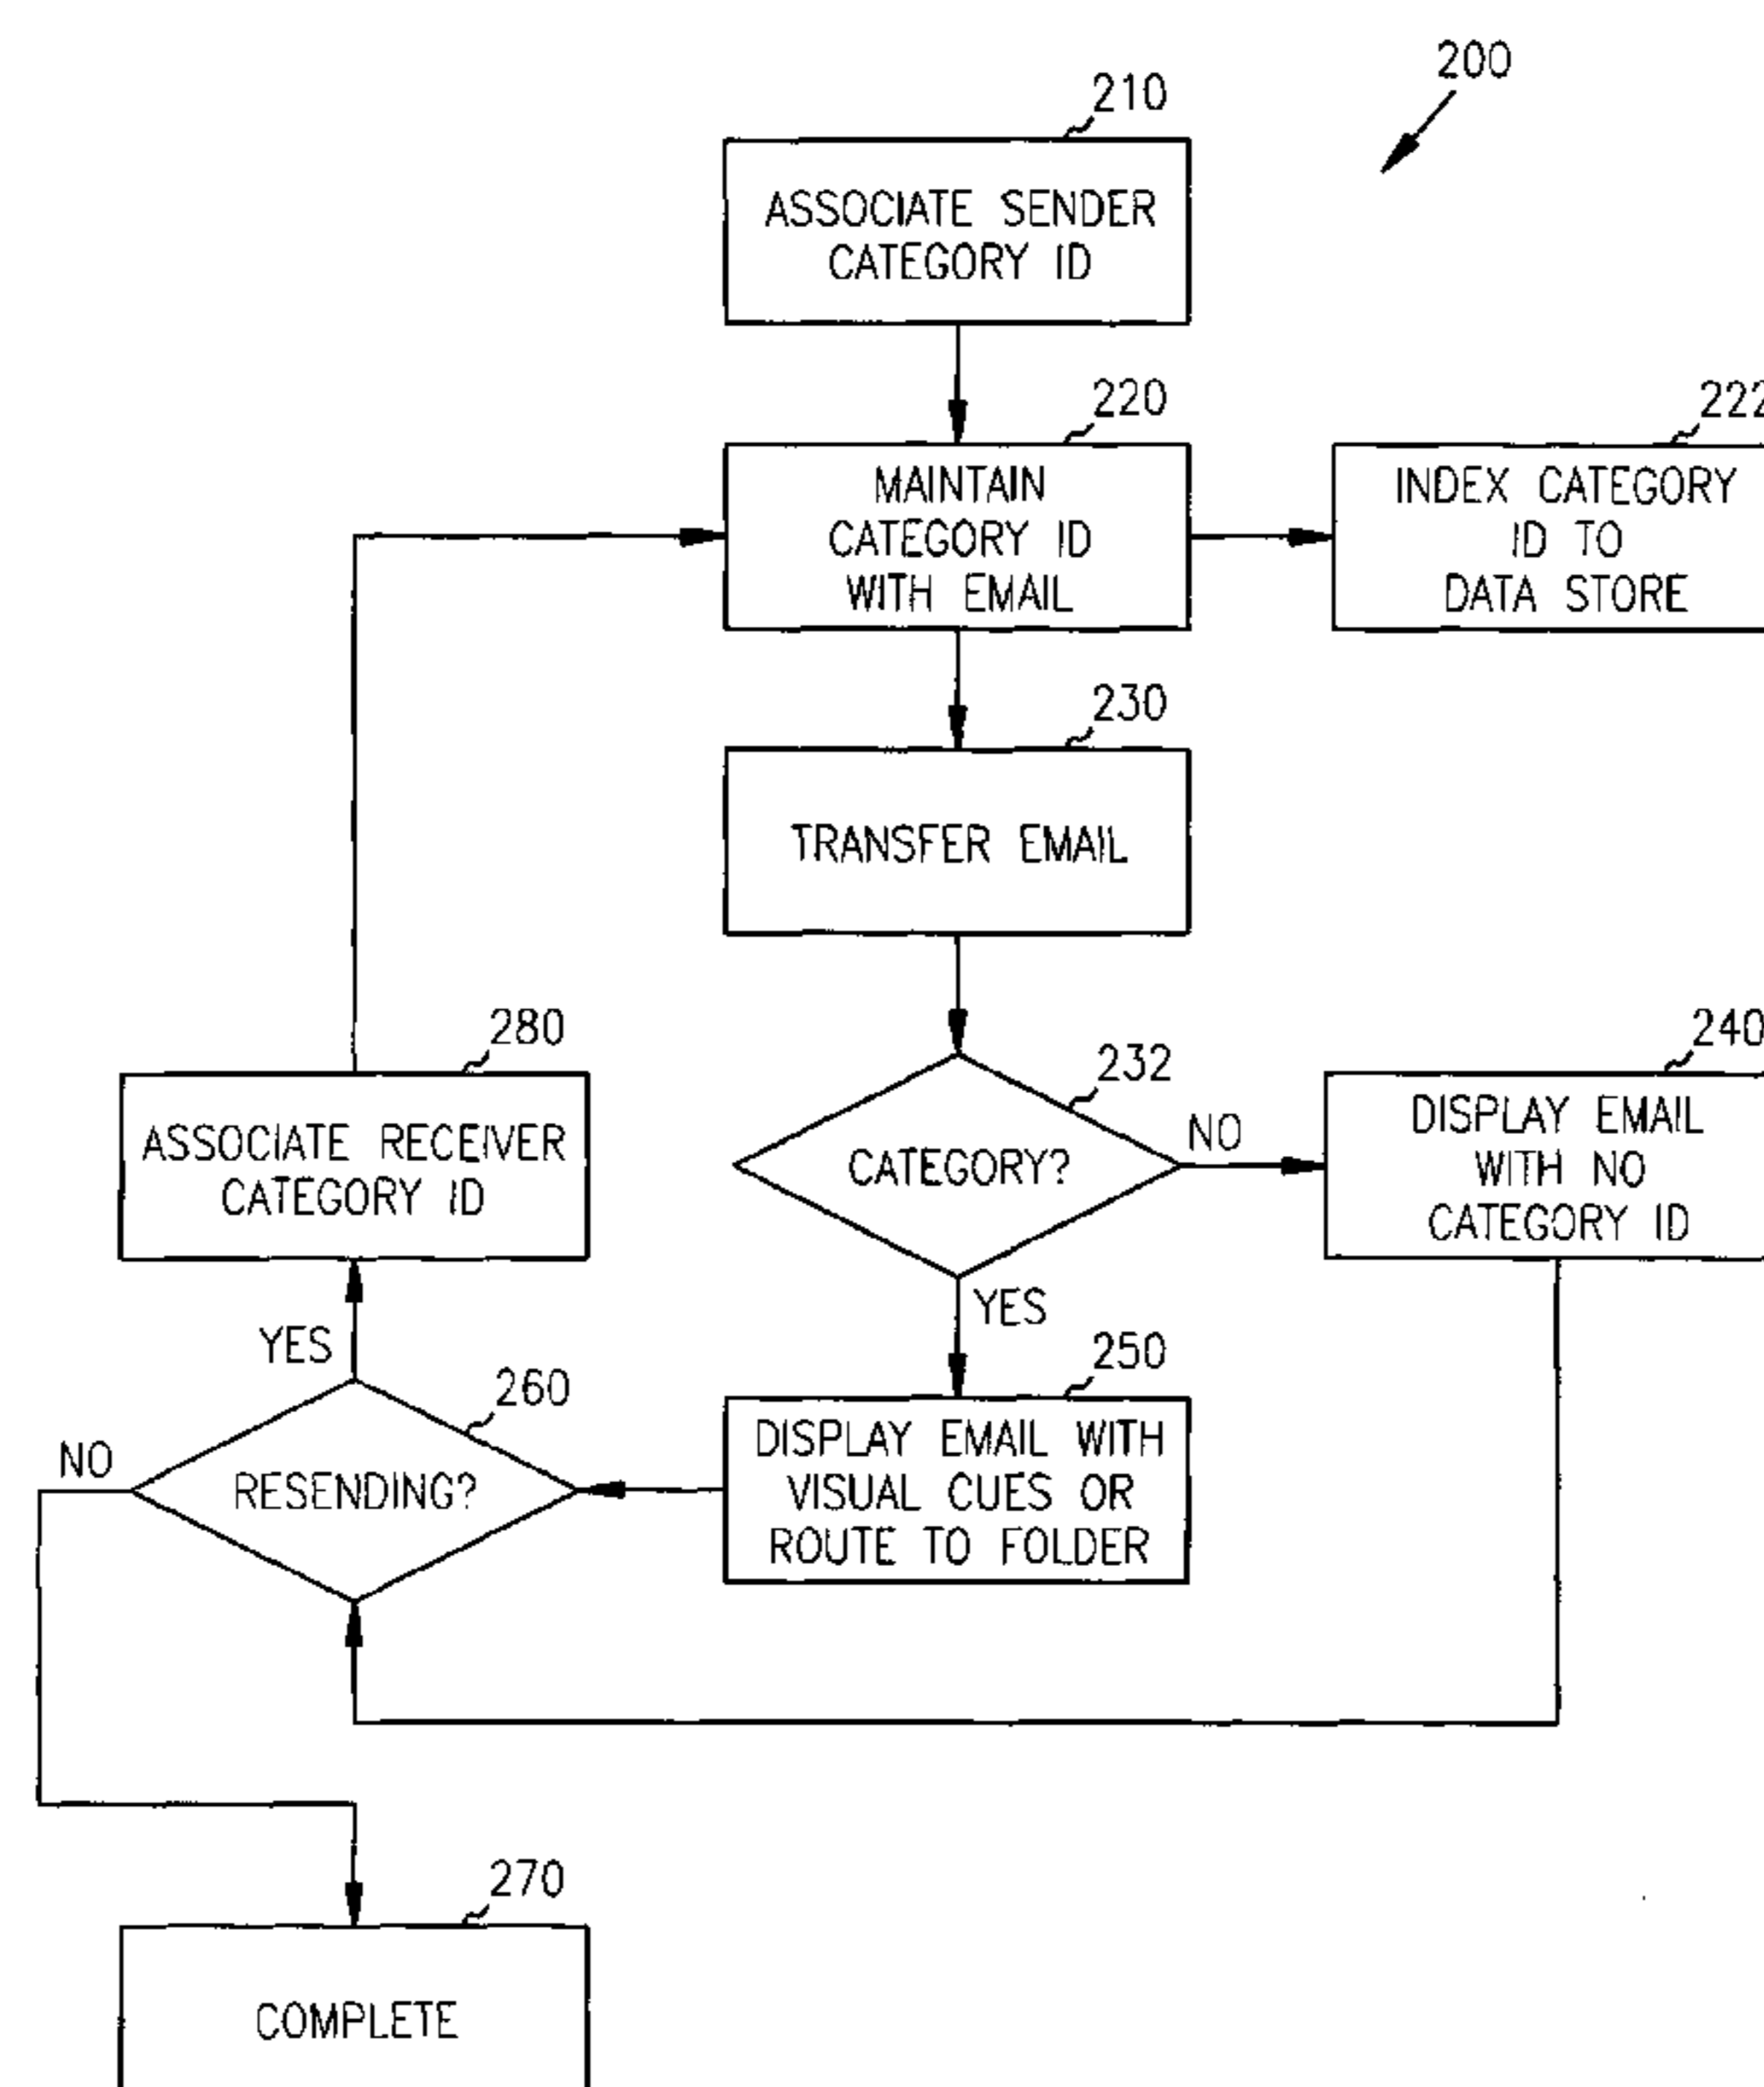 200
210
ASSOCIATE SENDER
CATEGORY ID
220
MAINTAIN
CATEGORY ID
WITH EMAIL
222
INDEX CATEGORY
ID TO
DATA STORE
230
TRANSFER EMAIL
280
ASSOCIATE RECEIVER
CATEGORY ID
232
CATEGORY?
NO
240
DISPLAY EMAIL
WITH NO
CATEGORY ID
YES
YES
250
DISPLAY EMAIL WITH
VISUAL CUES OR
ROUTE TO FOLDER
260
RESENDING?
NO
270
COMPLETE